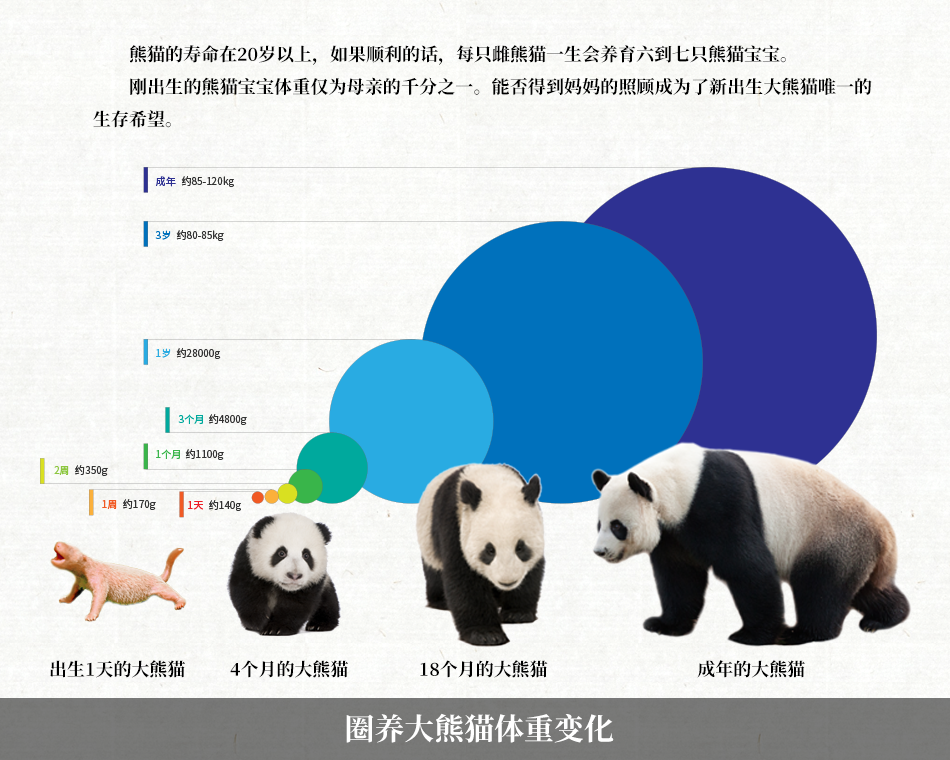 熊猫的寿命在20岁以上，如果顺利的话，每只雌熊猫一生会养育六到七只熊猫宝宝。
刚出生的熊猫宝宝体重仅为母亲的千分之一。能否得到妈妈的照顾成为了新出生大熊猫唯一的
生存希望。
成年 约85-120kg
3岁 约80-85kg
1岁 约28000g
3个月 约4800g
1个月 约1100g
2周 约350g
1周 约170g
1天 约140g
出生1天的大熊猫
4个月的大熊猫
18个月的大熊猫
成年的大熊猫
圈养大熊猫体重变化